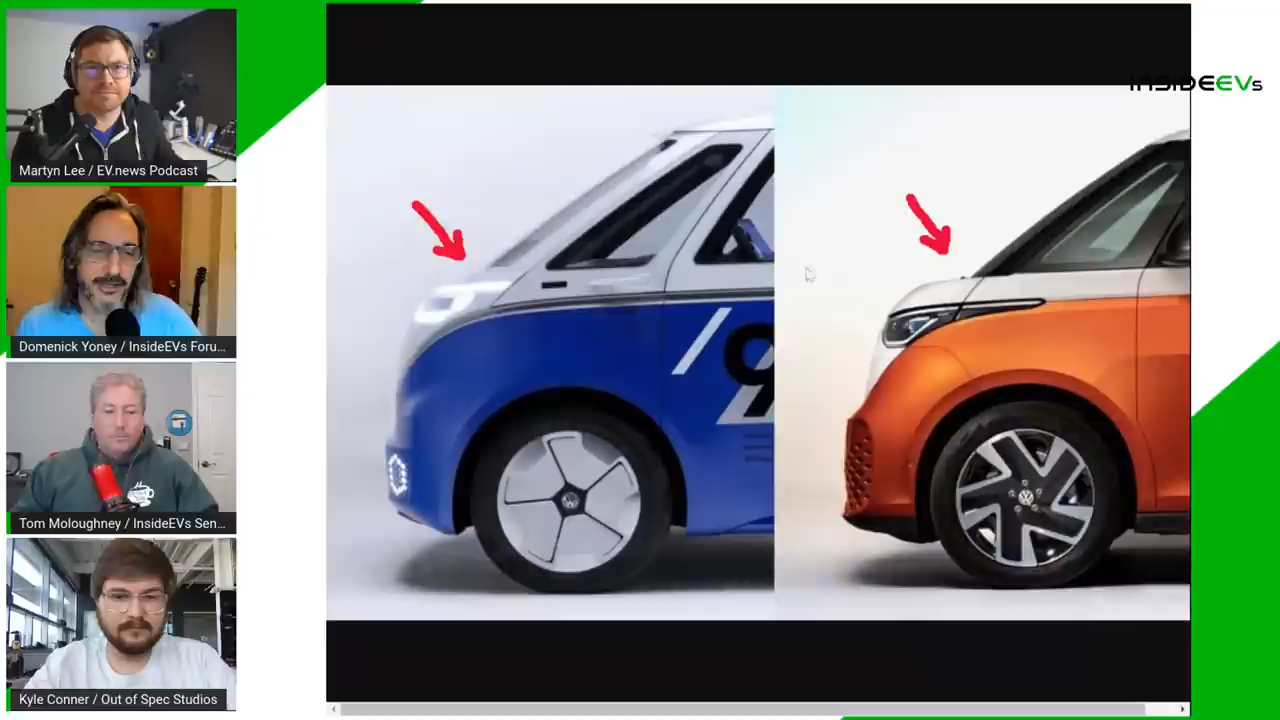 Martyn Lee / EV.news Podcast
Domenick Yoney / InsideEVs Foru...
Tom Moloughney / InsideEVs Sen...
Kyle Conner / Out of Spec Studios
INSIDEEVs